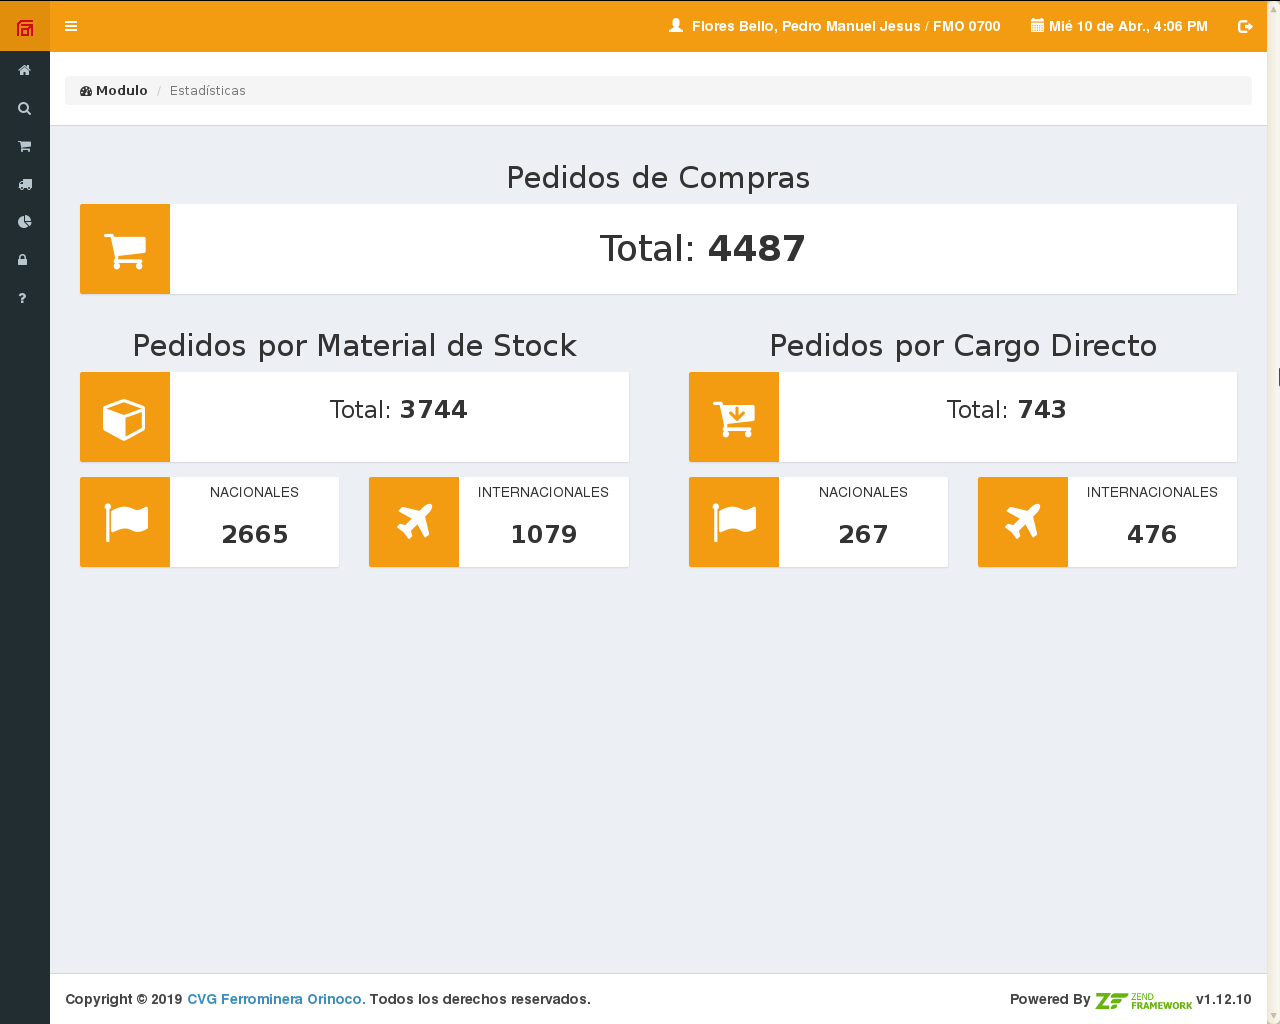 Flores Bello, Pedro Manuel Jesus / FMO 0700 Mié 10 de Abr., 4:06 PM
Modulo / Estadísticas
Pedidos de Compras
Total: 4487
Pedidos por Material de Stock
Total: 3744
NACIONALES
2665
INTERNACIONALES
1079
Pedidos por Cargo Directo
Total: 743
NACIONALES
267
INTERNACIONALES
476
Copyright © 2019 CVG Ferrominera Orinoco. Todos los derechos reservados.
Powered By ZF ZEND FRAMEWORK v1.12.10